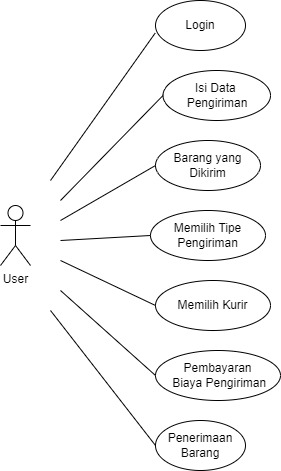 Login
Isi Data
Pengiriman
Barang yang
Dikirim
Memilih Tipe
Pengiriman
User
Memilih Kurir
Pembayaran
Biaya Pengiriman
Penerimaan
Barang